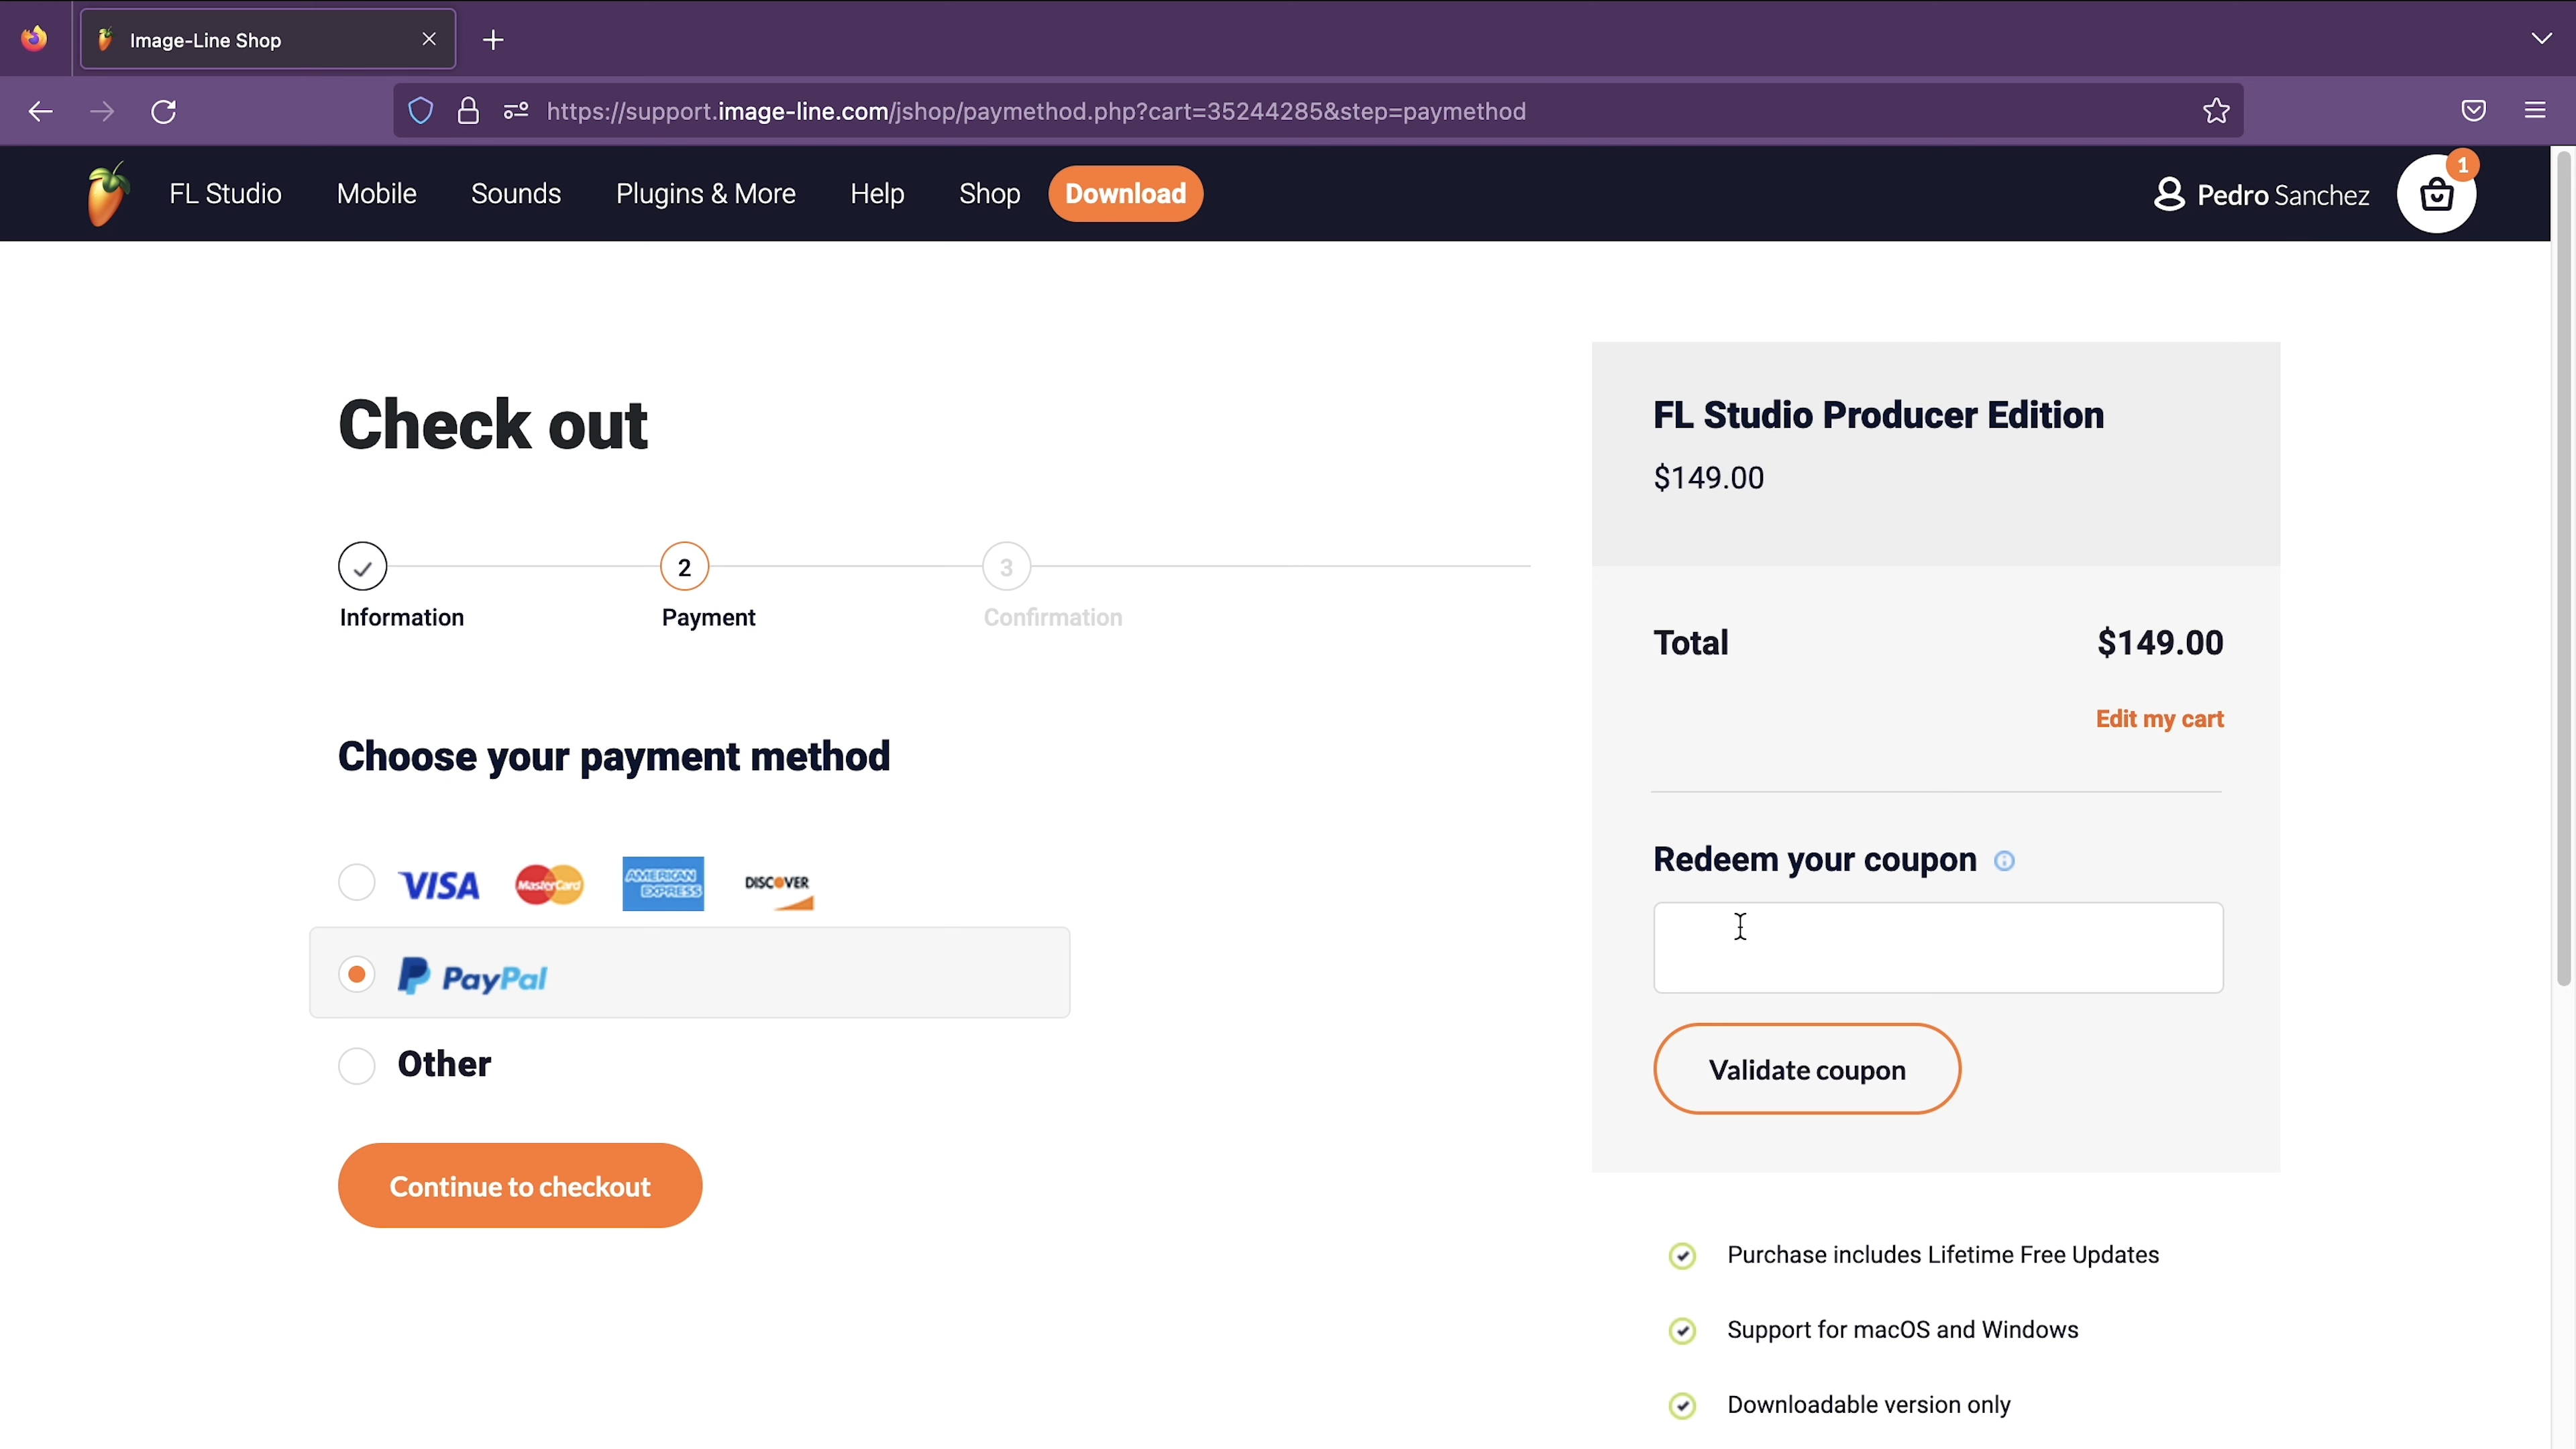 Image-Line Shop
https://support.image-line.com/jshop/paymethod.php?cart=35244285&step=paymethod
FL Studio Mobile Sounds Plugins & More Help Shop Download Pedro Sanchez 1
Check out
2 3
Information Payment Confirmation
Choose your payment method
VISA MasterCard AMERICAN EXPRESS DISCOVER
PayPal
Other
Continue to checkout
FL Studio Producer Edition
$149.00
Total $149.00
Edit my cart
Redeem your coupon
Validate coupon
Purchase includes Lifetime Free Updates
Support for macOS and Windows
Downloadable version only